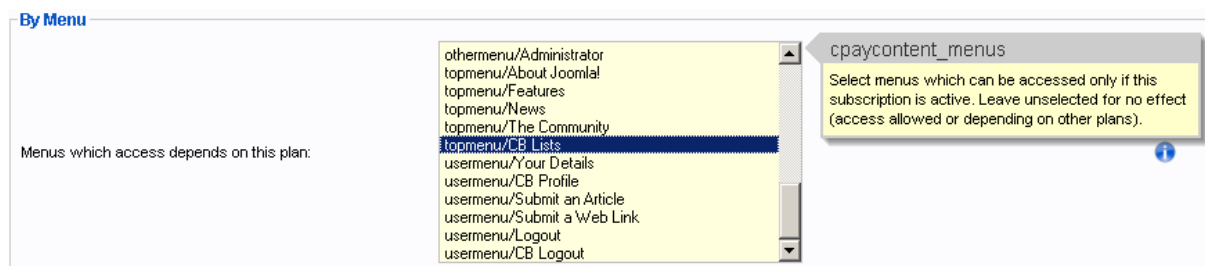 By Menu
othermenu/Administrator
topmenu/About Joomla!
topmenu/Features
topmenu/News
topmenu/The Community
topmenu/CB Lists
usermenu/Your Details
usermenu/CB Profile
usermenu/Submit an Article
usermenu/Submit a Web Link
usermenu/Logout
usermenu/CB Logout
Menus which access depends on this plan:
cpaycontent_menus
Select menus which can be accessed only if this
subscription is active. Leave unselected for no effect
(access allowed or depending on other plans).